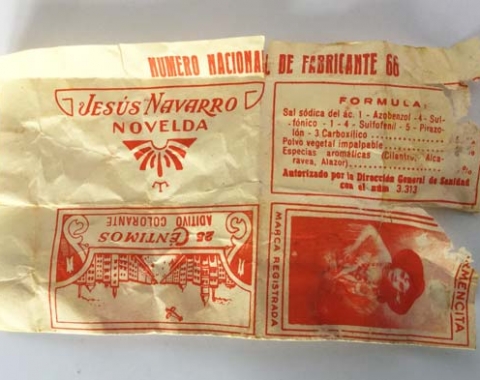 NUMERO NACIONAL DE FABRICANTE 66
JESÚS NAVARRO
NOVELDA
FORMULA:
Sal sódica del ác. 1 - Azobenzol - 4 - Sul-
fónico - 1 - 4 - Sulfofenil - 5 - Pirazo-
lón - 3 Carboxílico
Polvo vegetal impalpable
Especias aromáticas (Cilantro, Alca-
ravea, Alazor)
Autorizado por la Dirección General de Sanidad
con el núm 3.313
25 CENTIMOS
ADITIVO COLORANTE
MARCA REGISTRADA